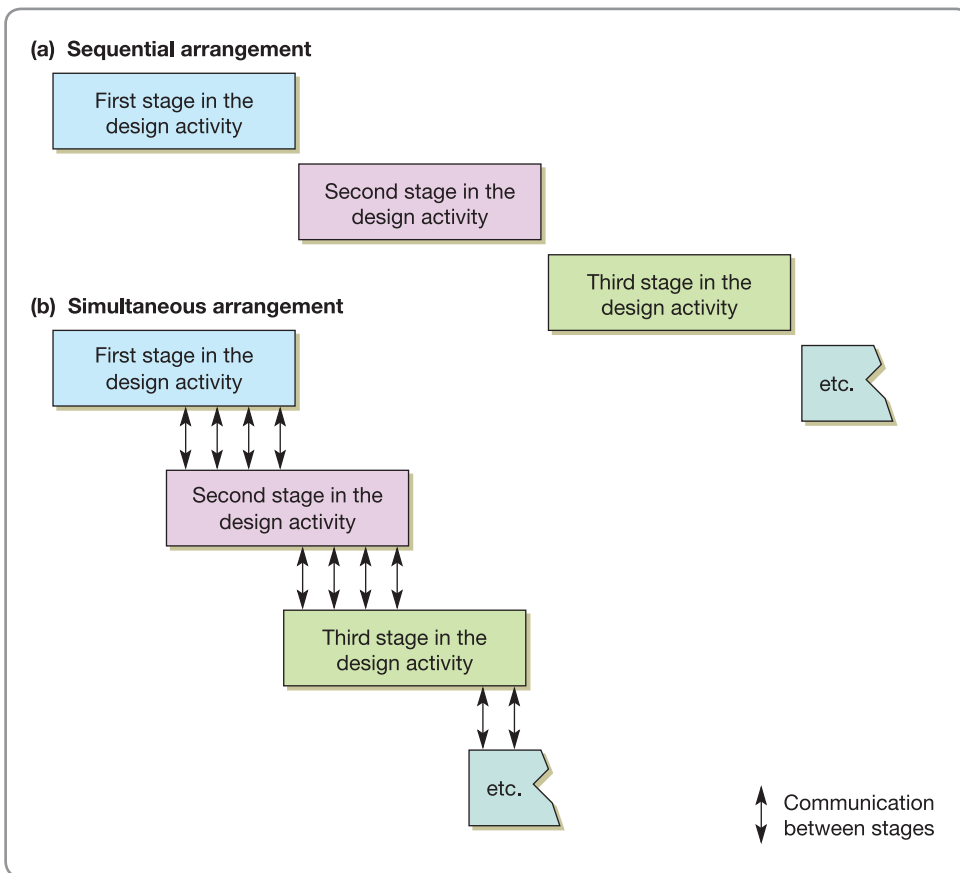 (a) Sequential arrangement
First stage in the
design activity
Second stage in the
design activity
Third stage in the
design activity
etc.
(b) Simultaneous arrangement
First stage in the
design activity
Second stage in the
design activity
Third stage in the
design activity
etc.
Communication
between stages